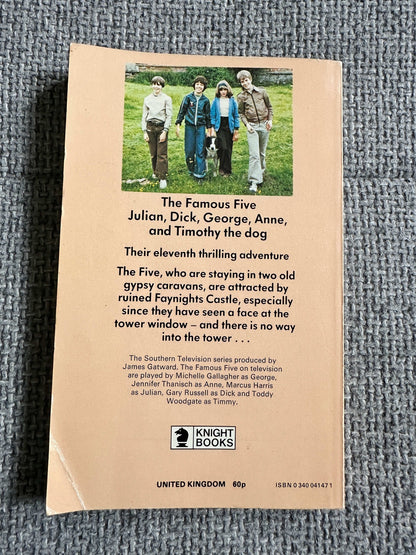 The Famous Five
Julian, Dick, George, Anne,
and Timothy the dog
Their eleventh thrilling adventure
The Five, who are staying in two old
gypsy caravans, are attracted by
ruined Faynights Castle, especially
since they have seen a face at the
tower window – and there is no way
into the tower . . .
The Southern Television series produced by
James Gatward. The Famous Five on television
are played by Michelle Gallagher as George,
Jennifer Thanisch as Anne, Marcus Harris
as Julian, Gary Russell as Dick and Toddy
Woodgate as Timmy.
KNIGHT
BOOKS
UNITED KINGDOM 60p
ISBN 0 340 04147 1